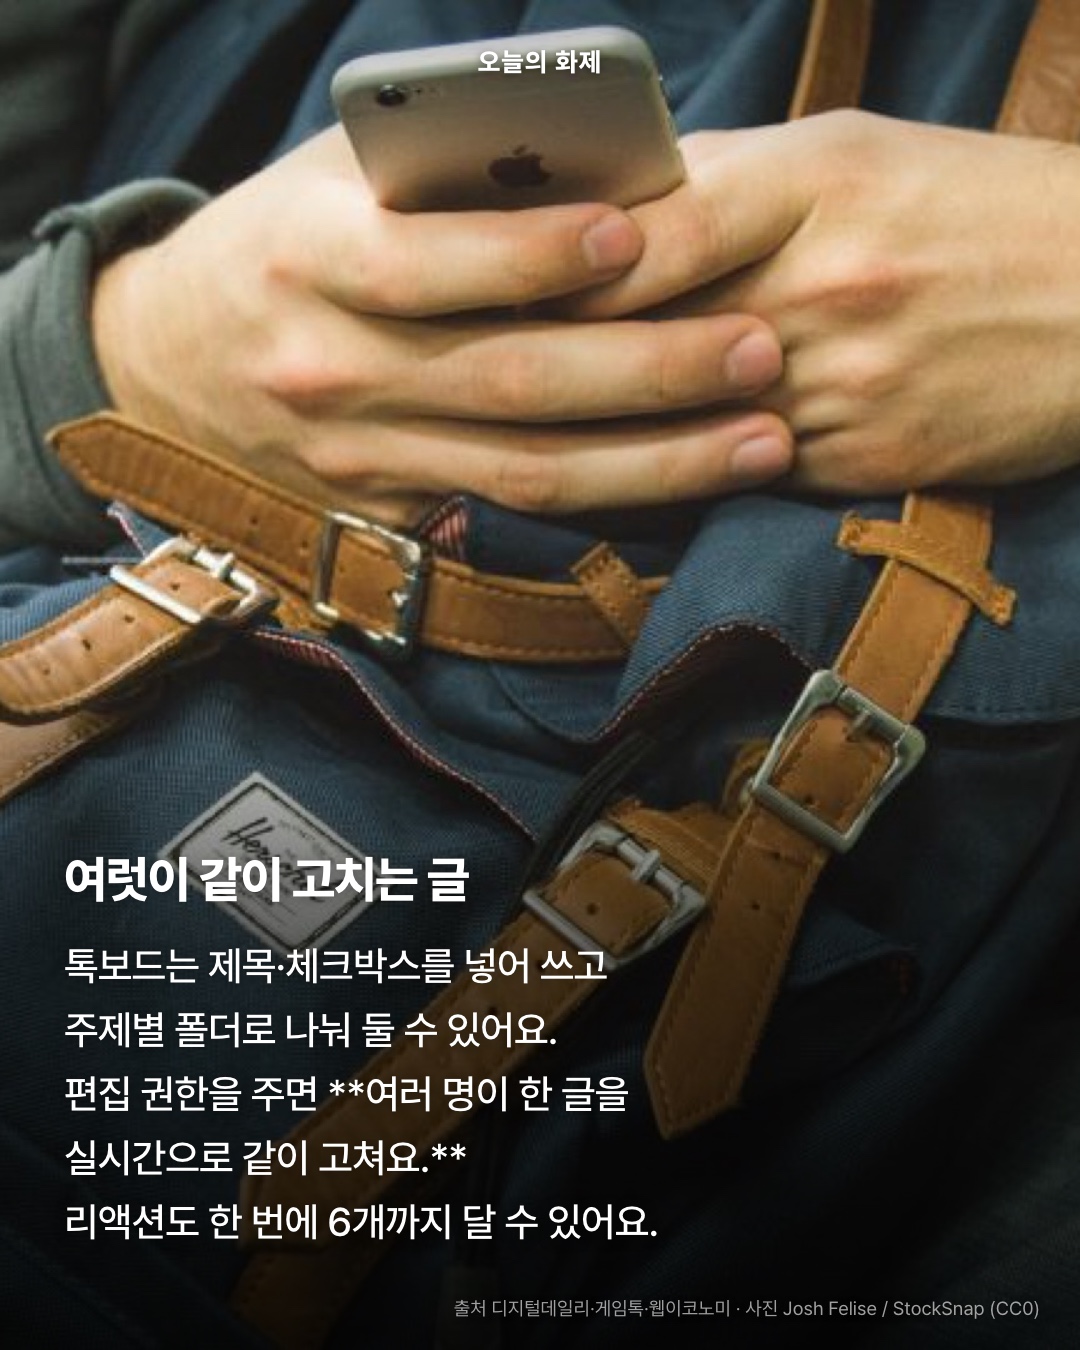 오늘의 화제
Hersch
여럿이 같이 고치는 글
톡보드는 제목·체크박스를 넣어 쓰고
주제별 폴더로 나눠 둘 수 있어요.
편집 권한을 주면 **여러 명이 한 글을
실시간으로 같이 고쳐요.**
리액션도 한 번에 6개까지 달 수 있어요.
출처 디지털데일리·게임톡·웹이코노미 · 사진 Josh Felise / StockSnap (CC0)